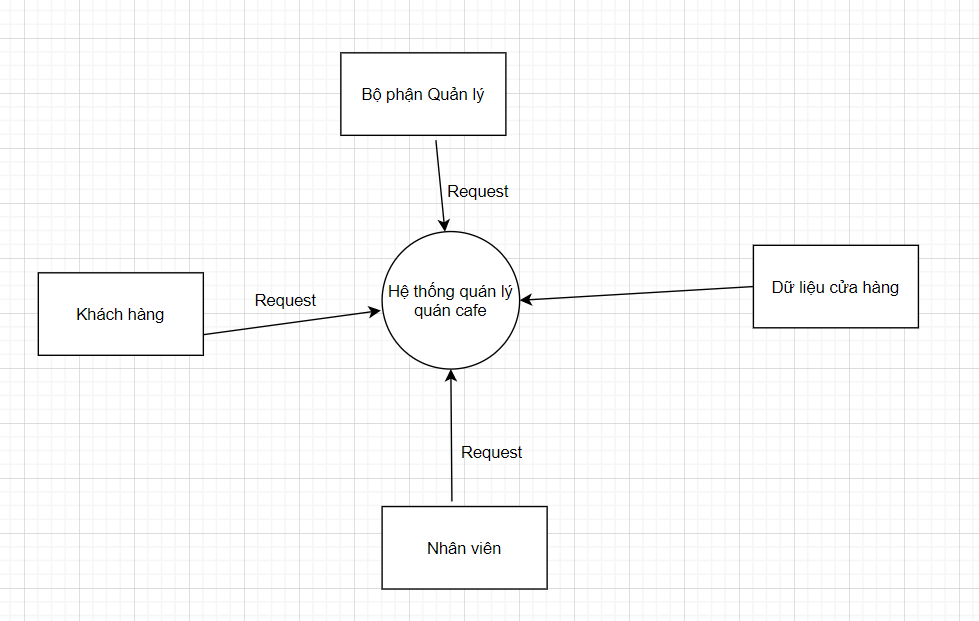 Bộ phận Quản lý
Request
Hệ thống quán lý
quán cafe
Dữ liệu cửa hàng
Request
Khách hàng
Request
Nhân viên